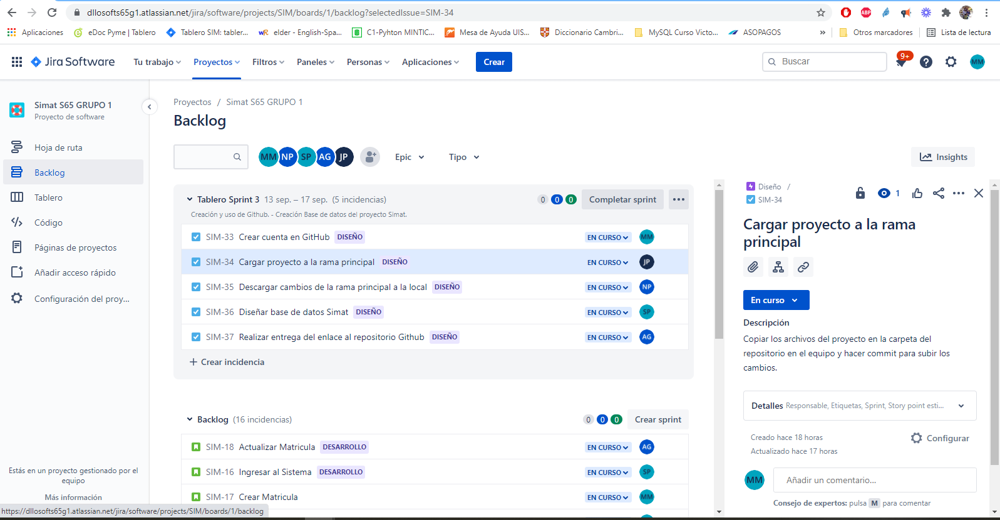 dllosofts65g1.atlassian.net/jira/software/projects/SIM/boards/1/backlog?selectedIssue=SIM-34
ABP
Aplicaciones
eDoc Pyme | Tablero
Tablero SIM: tabler...
wR elder - English-Spa...
C1-Pyhton MINTIC...
Mesa de Ayuda UIS...
Diccionario Cambri...
MySQL Curso Victo...
ASOPAGOS
»
Otros marcadores
Lista de lectura
Jira Software
Tu trabajo
Proyectos
Filtros
Paneles
Personas
Aplicaciones
Crear
Buscar
9+
MM
Simat S65 GRUPO 1
Proyecto de software
Hoja de ruta
Backlog
Tablero
Código
Páginas de proyectos
Añadir acceso rápido
Configuración del proy...
Estás en un proyecto gestionado por el
equipo
Más información
https://dllosofts65g1.atlassian.net/jira/software/projects/SIM/boards/1/backlog
Proyectos / Simat S65 GRUPO 1
Backlog
MM NP SP AG JP
Epic
Tipo
Insights
Tablero Sprint 3 13 sep. – 17 sep. (5 incidencias)
0 0 0
Completar sprint
Creación y uso de Github. - Creación Base de datos del proyecto Simat.
SIM-33 Crear cuenta en GitHub DISEÑO EN CURSO MM
SIM-34 Cargar proyecto a la rama principal DISEÑO EN CURSO JP
SIM-35 Descargar cambios de la rama principal a la local DISEÑO EN CURSO NP
SIM-36 Diseñar base de datos Simat DISEÑO EN CURSO SP
SIM-37 Realizar entrega del enlace al repositorio Github DISEÑO EN CURSO AG
+ Crear incidencia
Backlog (16 incidencias)
0 0 0
Crear sprint
SIM-18 Actualizar Matricula DESARROLLO EN CURSO AG
SIM-16 Ingresar al Sistema DESARROLLO EN CURSO SP
SIM-17 Crear Matricula EN CURSO MM
Diseño /
SIM-34
1
Cargar proyecto a la rama
principal
En curso
Descripción
Copiar los archivos del proyecto en la carpeta del
repositorio en el equipo y hacer commit para subir los
cambios.
Detalles Responsable, Etiquetas, Sprint, Story point esti...
Creado hace 18 horas
Configurar
Actualizado hace 17 horas
MM
Añadir un comentario...
Consejo de expertos: pulsa M para comentar